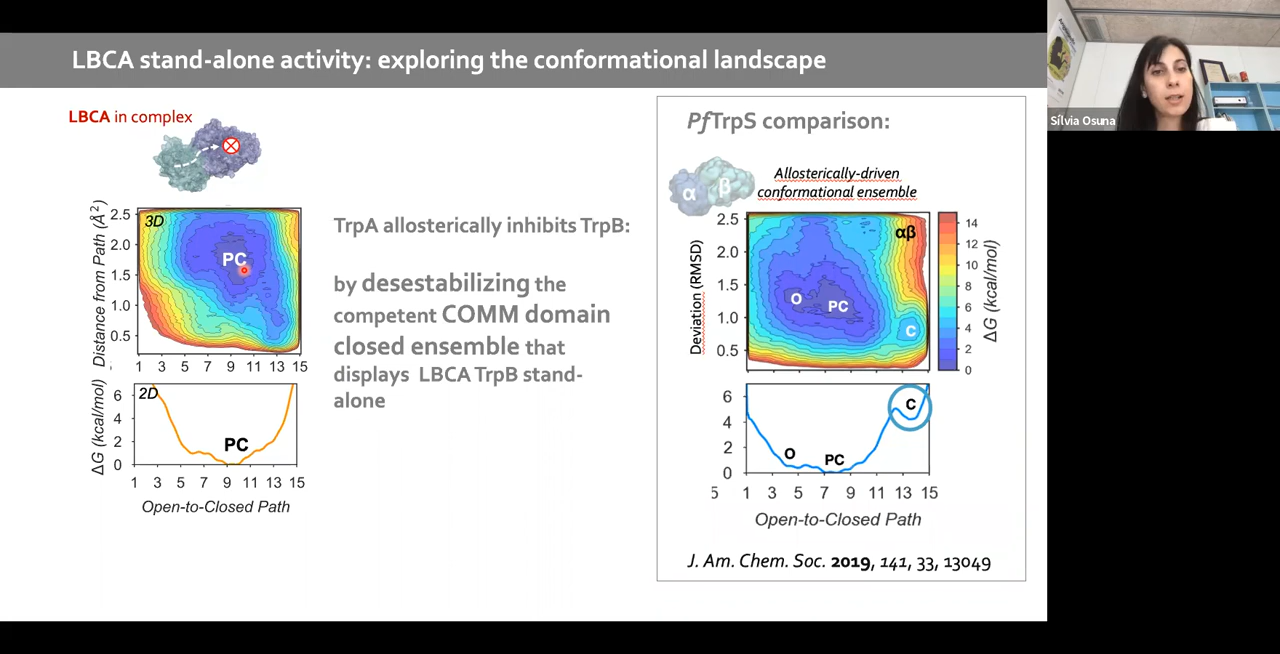 LBCA stand-alone activity: exploring the conformational landscape
Sílvia Osuna
LBCA in complex
3D
PC
Distance from Path (Å²)
2.5
2.0
1.5
1.0
0.5
1 3 5 7 9 11 13 15
2D
PC
ΔG (kcal/mol)
6
4
2
0
1 3 5 7 9 11 13 15
Open-to-Closed Path
TrpA allosterically inhibits TrpB:
by desestabilizing the
competent COMM domain
closed ensemble that
displays LBCA TrpB stand-
alone
PfTrpS comparison:
α β
Allosterically-driven
conformational ensemble
Deviation (RMSD)
2.5
2.0
1.5
1.0
0.5
αβ
O
PC
C
14
12
10
8
6
4
2
0
ΔG (kcal/mol)
6
4
2
0
O
PC
C
5 1 3 5 7 9 11 13 15
Open-to-Closed Path
J. Am. Chem. Soc. 2019, 141, 33, 13049